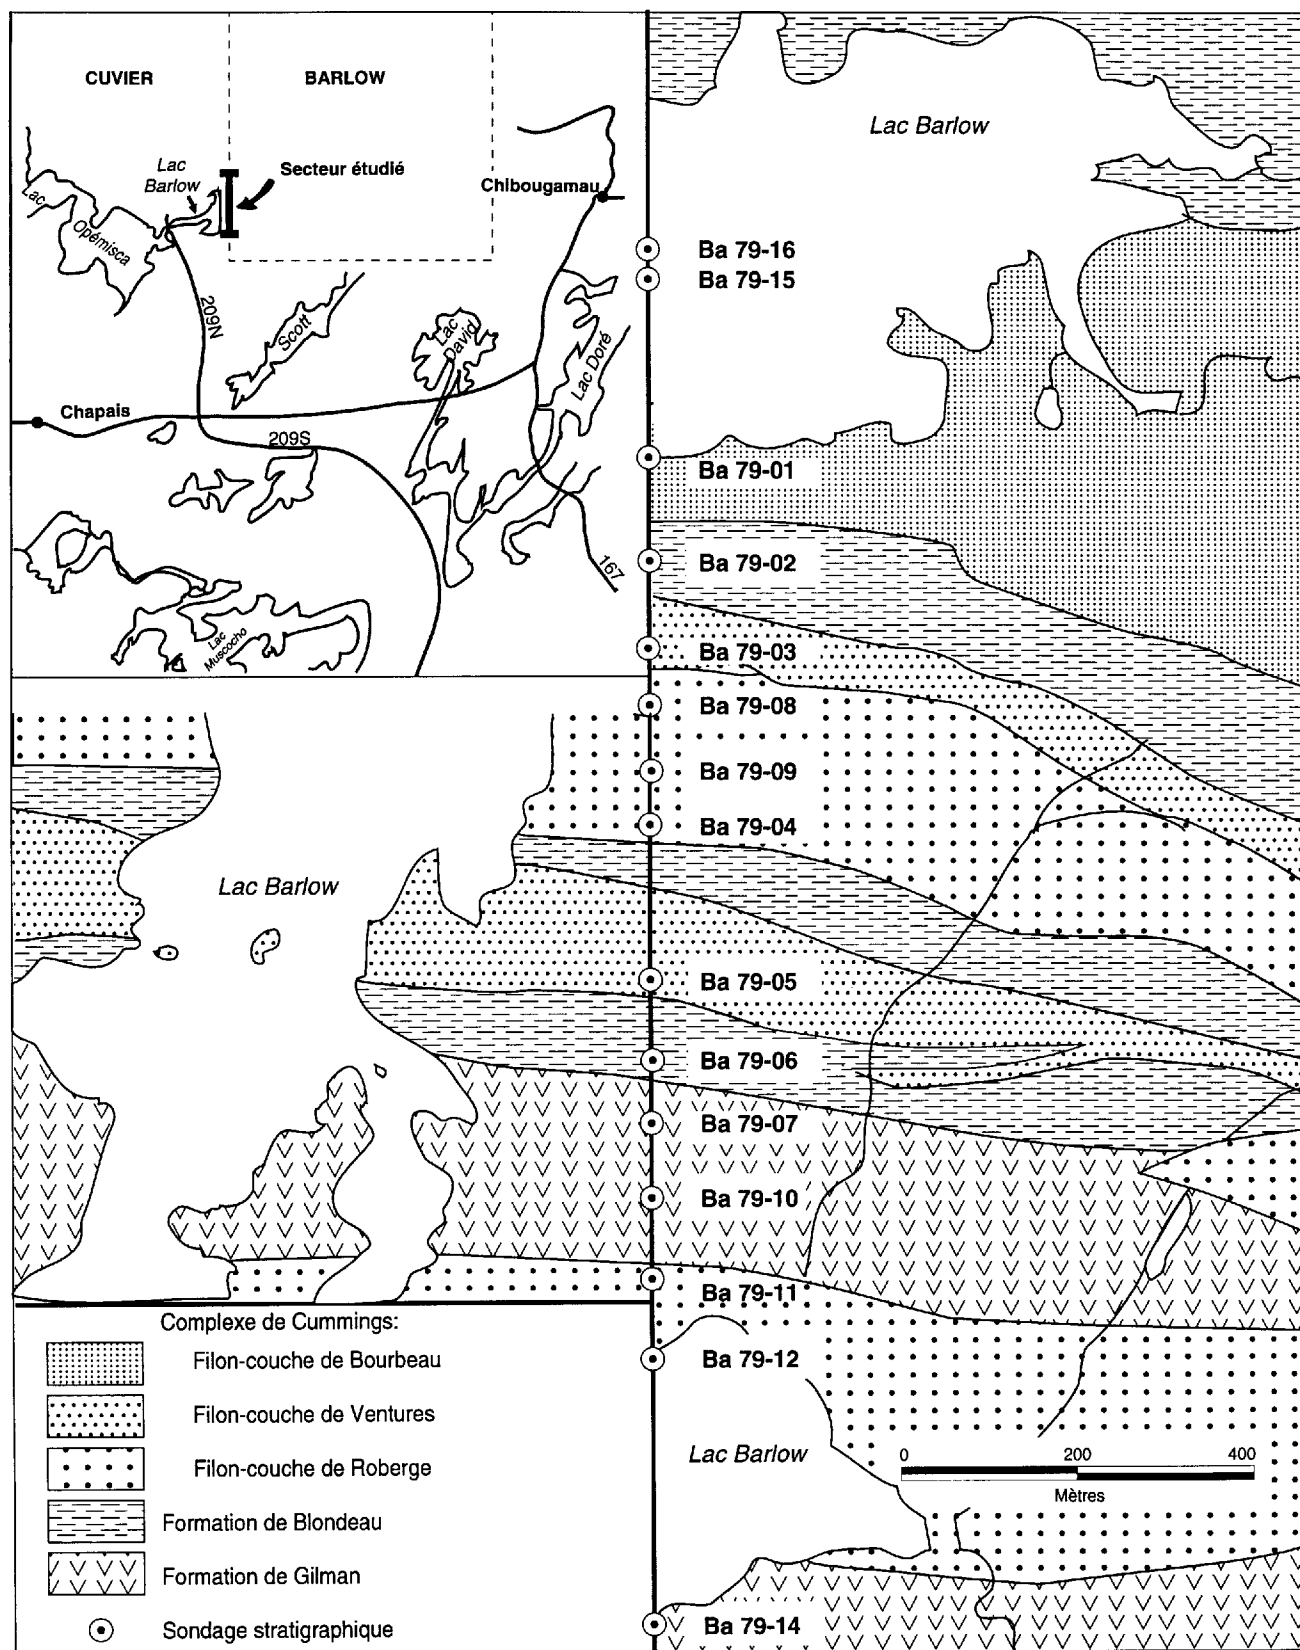 CUVIER
BARLOW
Lac
Barlow
Secteur étudié
Chibougamau
Lac
Opémisca
209N
Scott
Lac
David
Lac Doré
Chapais
209S
167
Lac
Muscocho
Lac Barlow
Ba 79-16
Ba 79-15
Ba 79-01
Ba 79-02
Ba 79-03
Ba 79-08
Ba 79-09
Ba 79-04
Lac Barlow
Ba 79-05
Ba 79-06
Ba 79-07
Ba 79-10
Ba 79-11
Ba 79-12
Lac Barlow
0 200 400
Mètres
Ba 79-14
Complexe de Cummings:
Filon-couche de Bourbeau
Filon-couche de Ventures
Filon-couche de Roberge
Formation de Blondeau
Formation de Gilman
Sondage stratigraphique